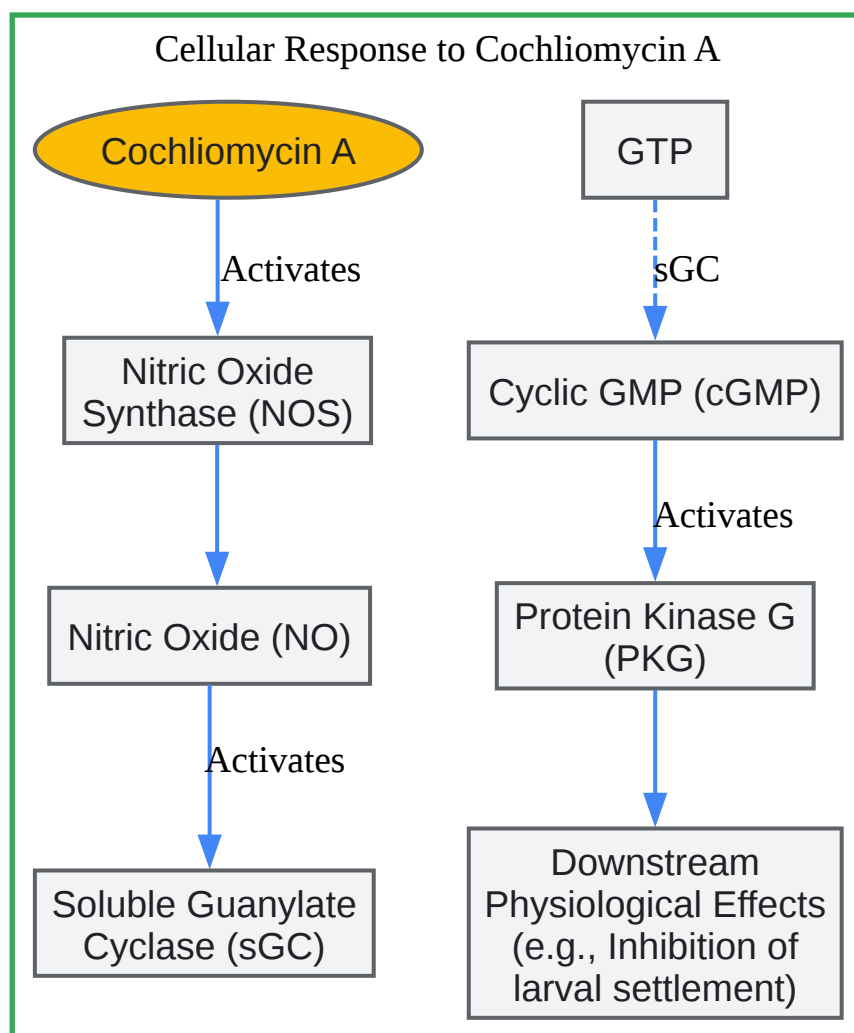 Cellular Response to Cochliomycin A
Cochliomycin A
Activates
Nitric Oxide
Synthase (NOS)
Nitric Oxide (NO)
Activates
Soluble Guanylate
Cyclase (sGC)
GTP
sGC
Cyclic GMP (cGMP)
Activates
Protein Kinase G
(PKG)
Downstream
Physiological Effects
(e.g., Inhibition of
larval settlement)